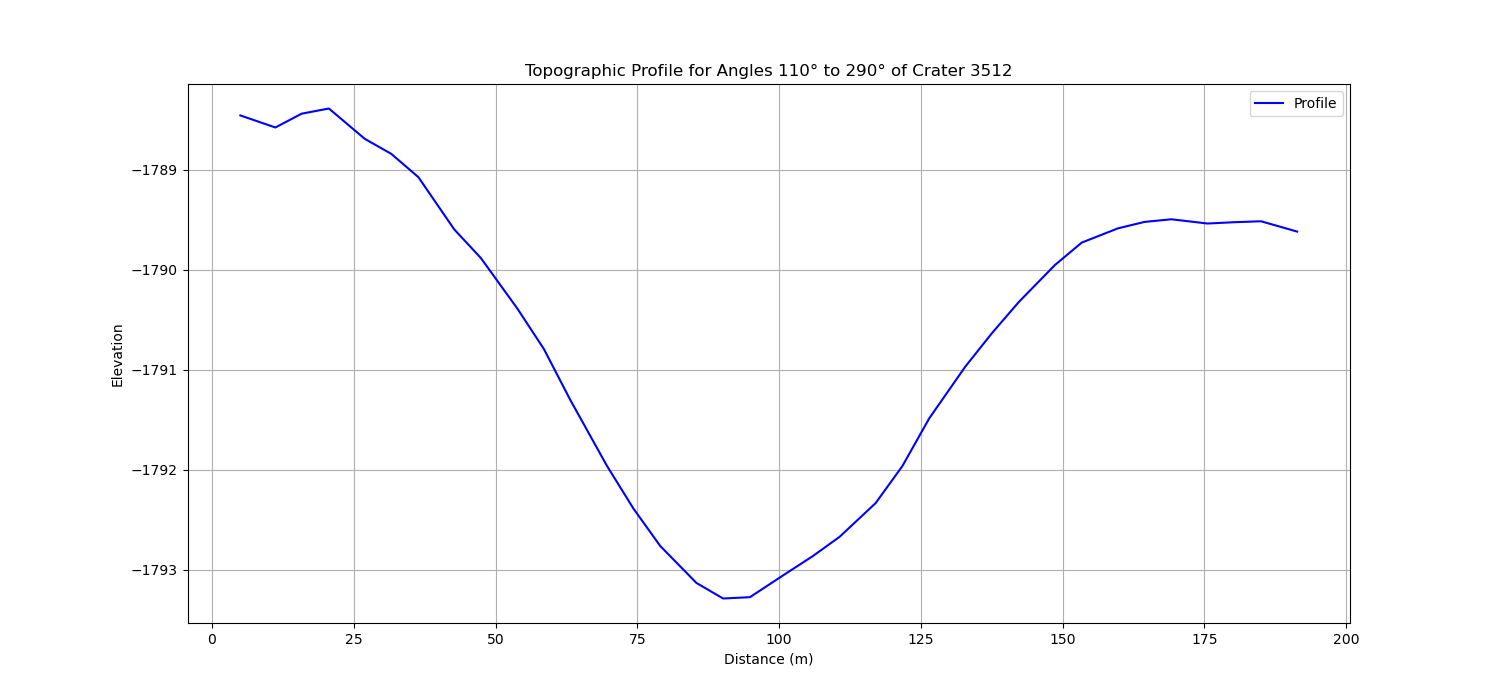 Topographic Profile for Angles 110° to 290° of Crater 3512
Profile
Elevation
−1789
−1790
−1791
−1792
−1793
0 25 50 75 100 125 150 175 200
Distance (m)